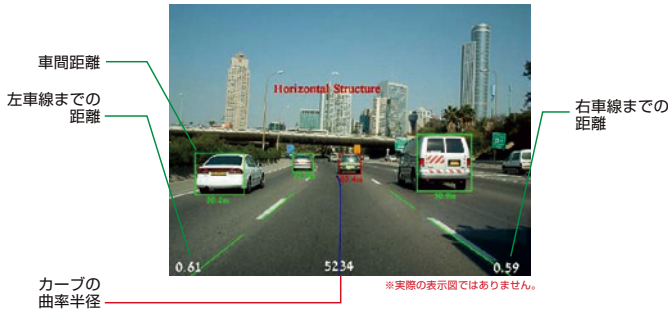 車間距離
左車線までの
距離
Horizontal Structure
右車線までの
距離
0.61
5234
0.59
カーブの
曲率半径
※実際の表示図ではありません。